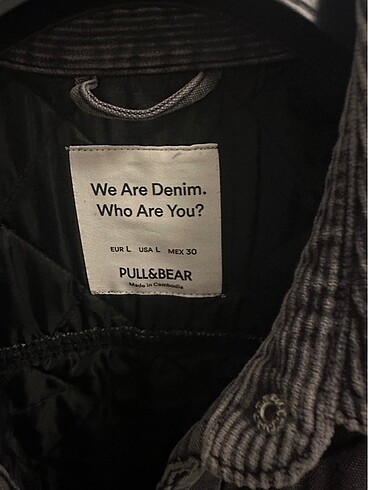 We Are Denim.
Who Are You?
EUR L USA L MEX 30
PULL&BEAR
Made in Cambodia